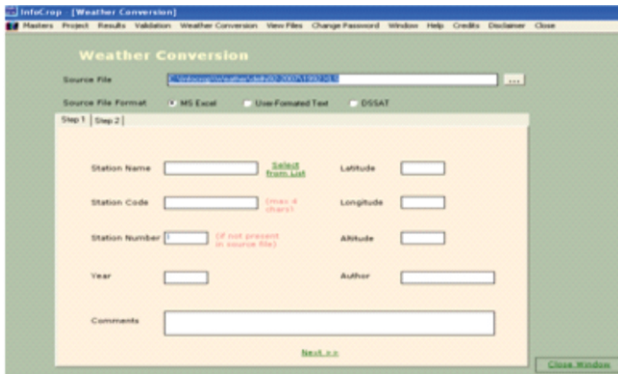 InfoCrop - [Weather Conversion]
Masters Project Results Validation Weather Conversion View Files Change Password Window Help Credits Disclaimer Close
Weather Conversion
Source File ...
Source File Format MS Excel User-Formated Text DSSAT
Step 1 Step 2
Station Name Select from List Latitude
Station Code (max 4 chars) Longitude
Station Number 1 (if not present in source file) Altitude
Year Author
Comments
Next >>
Close Window